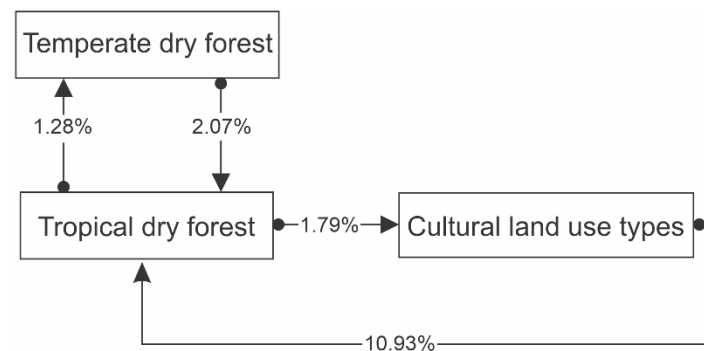 Temperate dry forest
1.28%
2.07%
Tropical dry forest
1.79%
Cultural land use types
10.93%